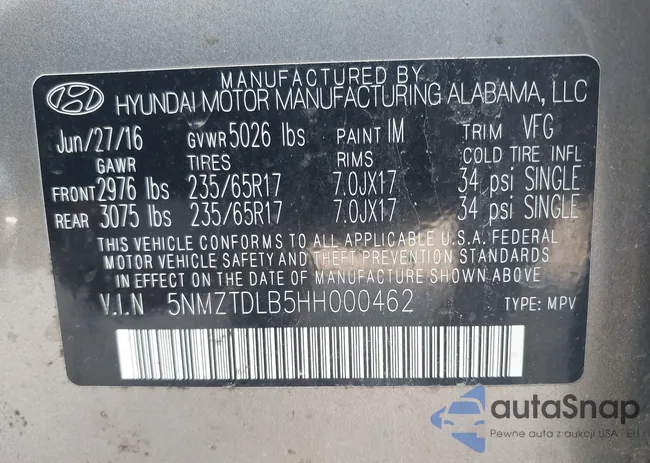 MANUFACTURED BY
HYUNDAI MOTOR MANUFACTURING ALABAMA, LLC
Jun/27/16 GVWR 5026 lbs PAINT IM TRIM VFG
GAWR TIRES RIMS COLD TIRE INFL
FRONT 2976 lbs 235/65R17 7.0JX17 34 psi SINGLE
REAR 3075 lbs 235/65R17 7.0JX17 34 psi SINGLE
THIS VEHICLE CONFORMS TO ALL APPLICABLE U.S.A. FEDERAL
MOTOR VEHICLE SAFETY AND THEFT PREVENTION STANDARDS
IN EFFECT ON THE DATE OF MANUFACTURE SHOWN ABOVE.
V.I.N 5NMZTDLB5HH000462 TYPE: MPV
autaSnap
Pewne auta z aukcji USA i EU